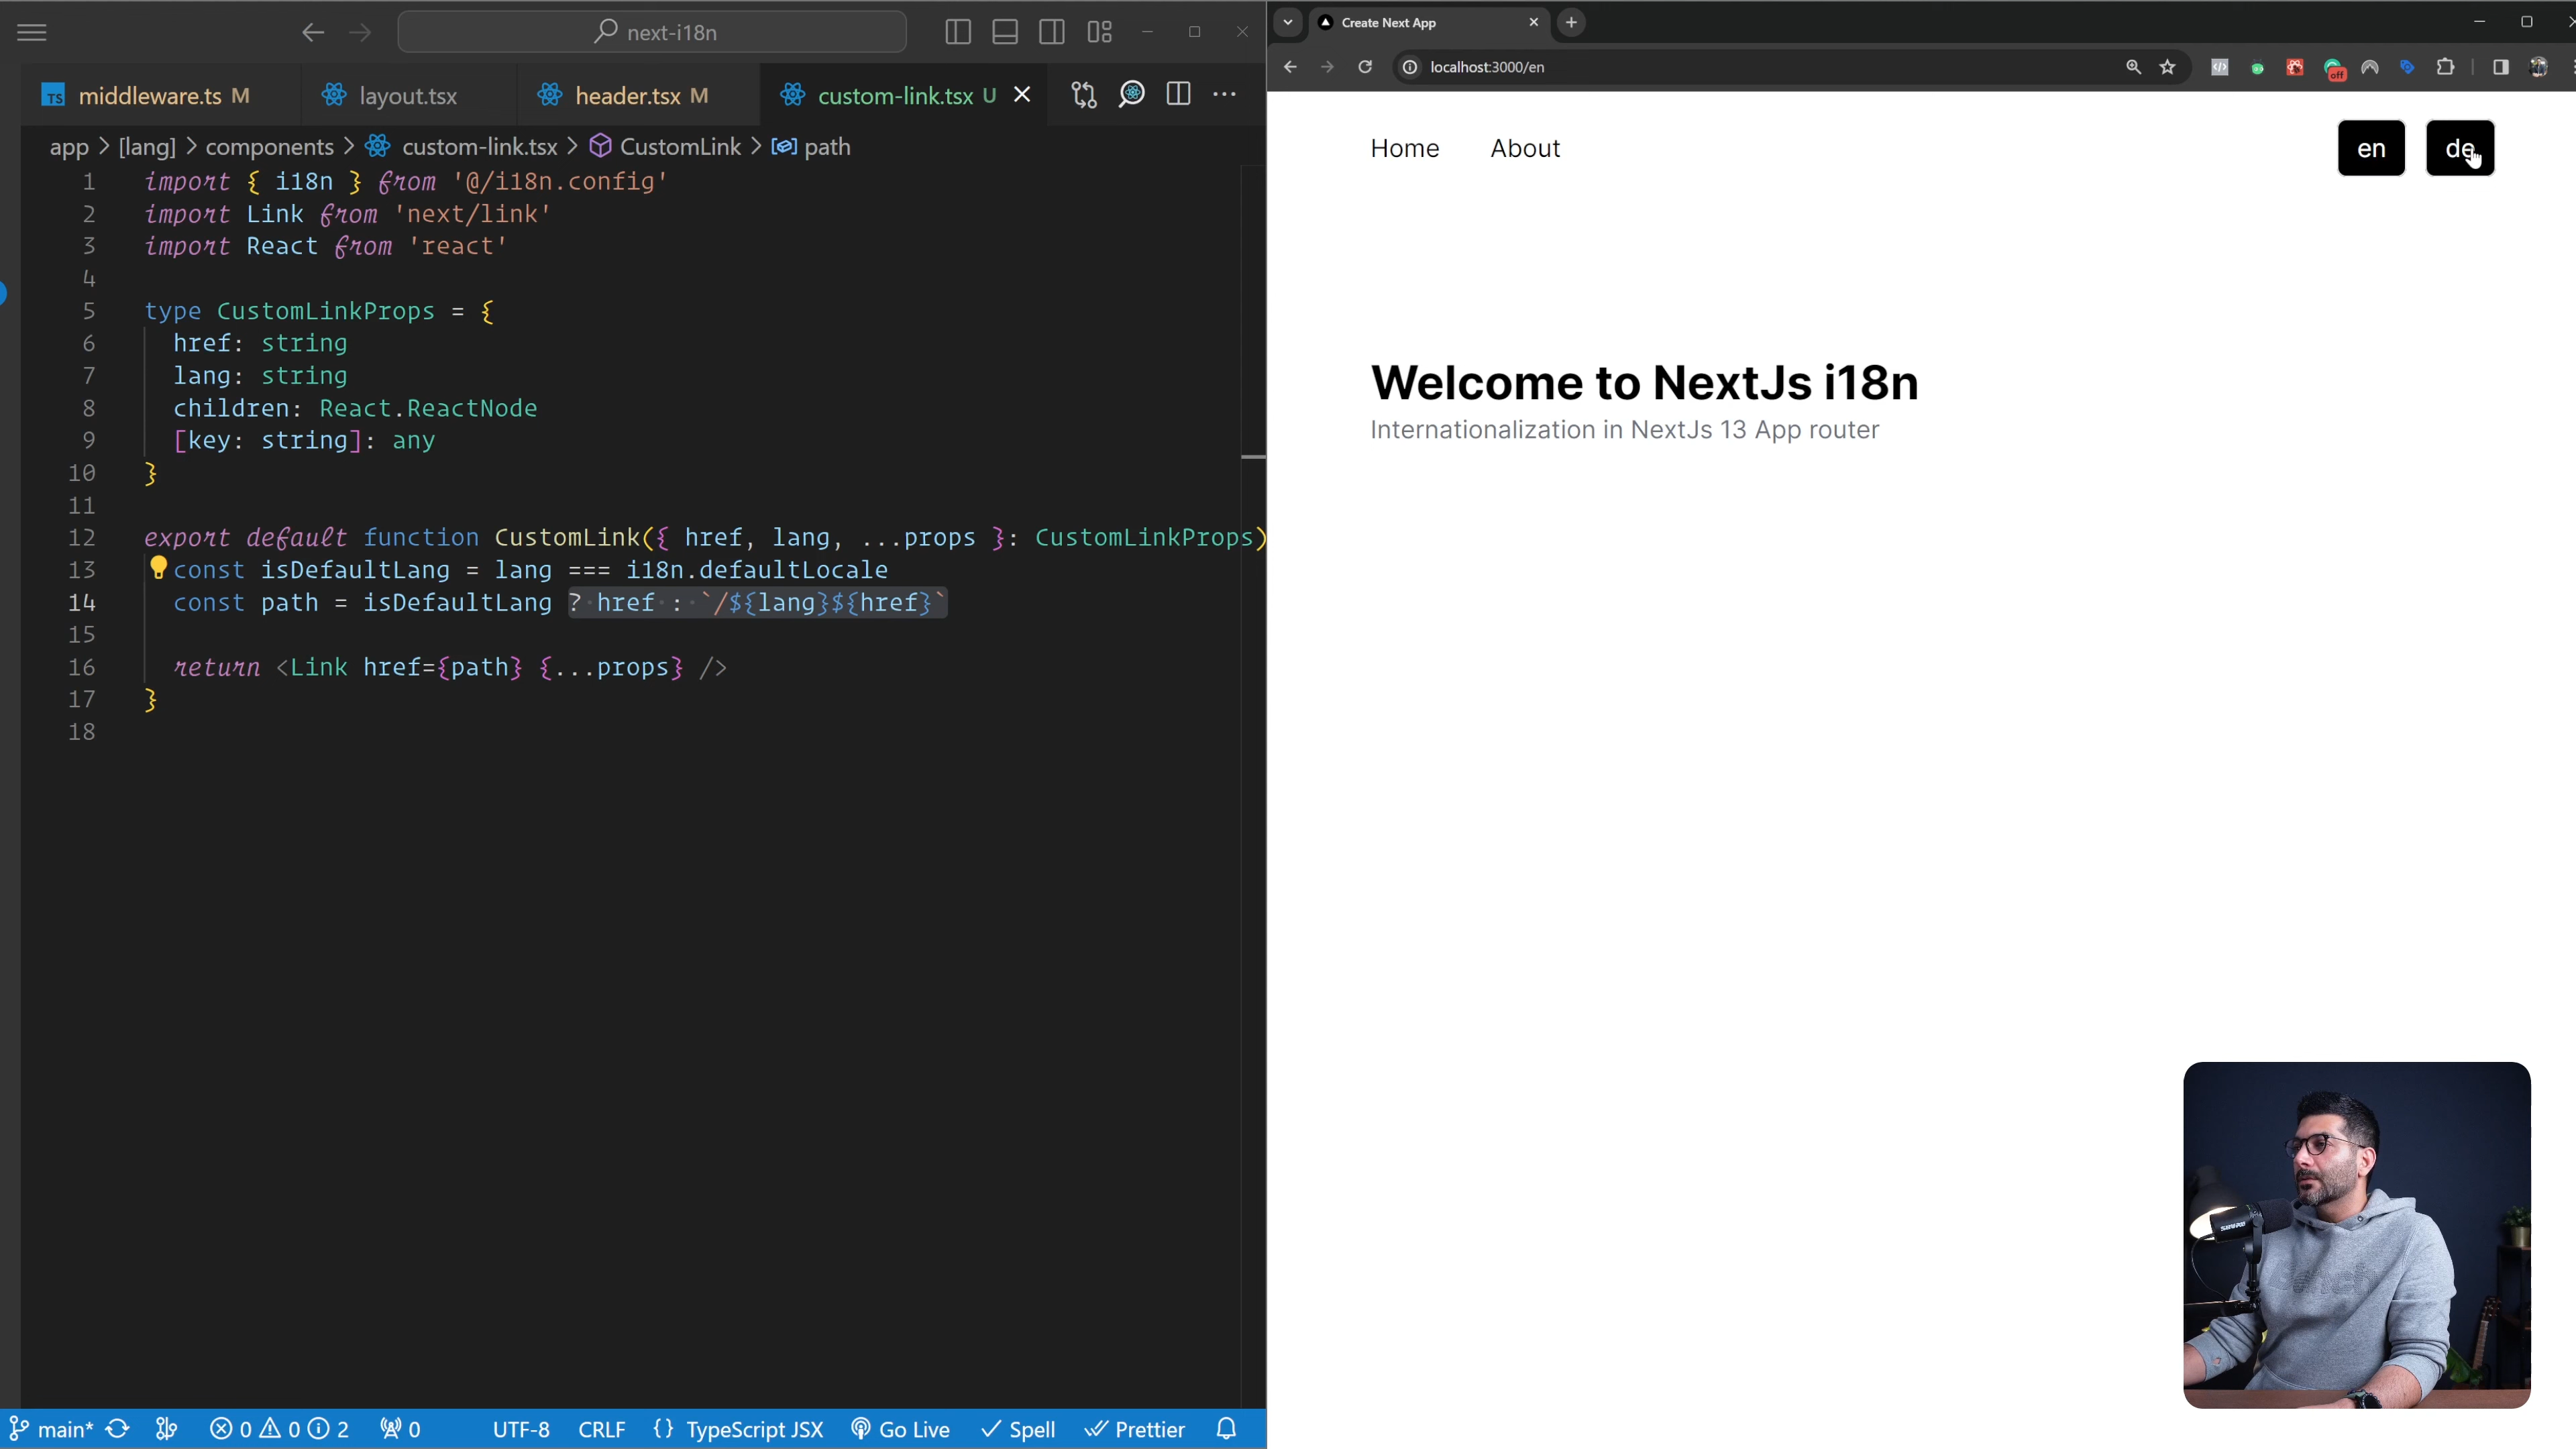 next-i18n
middleware.ts M
layout.tsx
header.tsx M
custom-link.tsx U
app > [lang] > components > custom-link.tsx > CustomLink > path
1 import { i18n } from '@/i18n.config'
2 import Link from 'next/link'
3 import React from 'react'
4
5 type CustomLinkProps = {
6 href: string
7 lang: string
8 children: React.ReactNode
9 [key: string]: any
10 }
11
12 export default function CustomLink({ href, lang, ...props }: CustomLinkProps)
13 const isDefaultLang = lang === i18n.defaultLocale
14 const path = isDefaultLang ? href : `/${lang}${href}`
15
16 return <Link href={path} {...props} />
17 }
18
main* 0 0 2 0 UTF-8 CRLF {} TypeScript JSX Go Live Spell Prettier
Create Next App
localhost:3000/en
off
Home About en de
Welcome to NextJs i18n
Internationalization in NextJs 13 App router